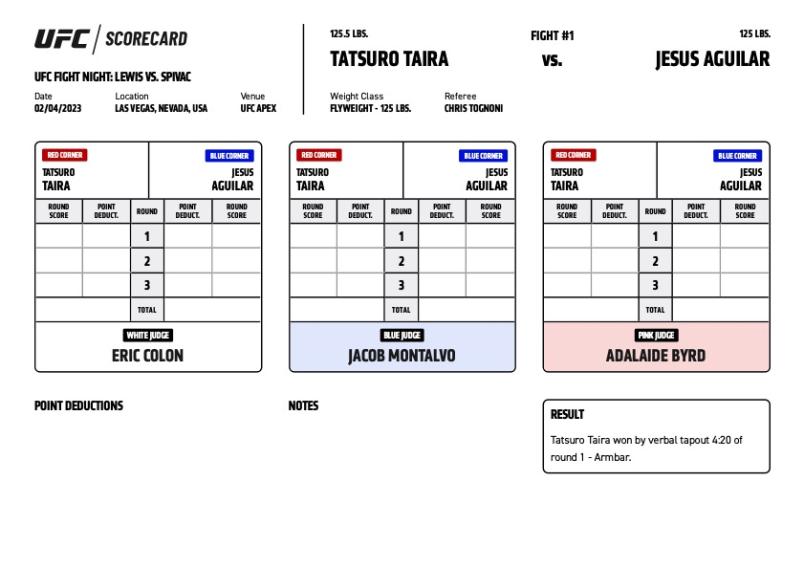 UFC SCORECARD
UFC FIGHT NIGHT: LEWIS VS. SPIVAC
Date Location Venue
02/04/2023 LAS VEGAS, NEVADA, USA UFC APEX
125.5 LBS. FIGHT #1 125 LBS.
TATSURO TAIRA VS. JESUS AGUILAR
Weight Class Referee
FLYWEIGHT - 125 LBS. CHRIS TOGNONI
RED CORNER BLUE CORNER
TATSURO JESUS
TAIRA AGUILAR
ROUND POINT ROUND POINT ROUND
SCORE DEDUCT. DEDUCT. SCORE
1
2
3
TOTAL
WHITE JUDGE
ERIC COLON
RED CORNER BLUE CORNER
TATSURO JESUS
TAIRA AGUILAR
ROUND POINT ROUND POINT ROUND
SCORE DEDUCT. DEDUCT. SCORE
1
2
3
TOTAL
BLUE JUDGE
JACOB MONTALVO
RED CORNER BLUE CORNER
TATSURO JESUS
TAIRA AGUILAR
ROUND POINT ROUND POINT ROUND
SCORE DEDUCT. DEDUCT. SCORE
1
2
3
TOTAL
PINK JUDGE
ADALAIDE BYRD
POINT DEDUCTIONS
NOTES
RESULT
Tatsuro Taira won by verbal tapout 4:20 of
round 1 - Armbar.